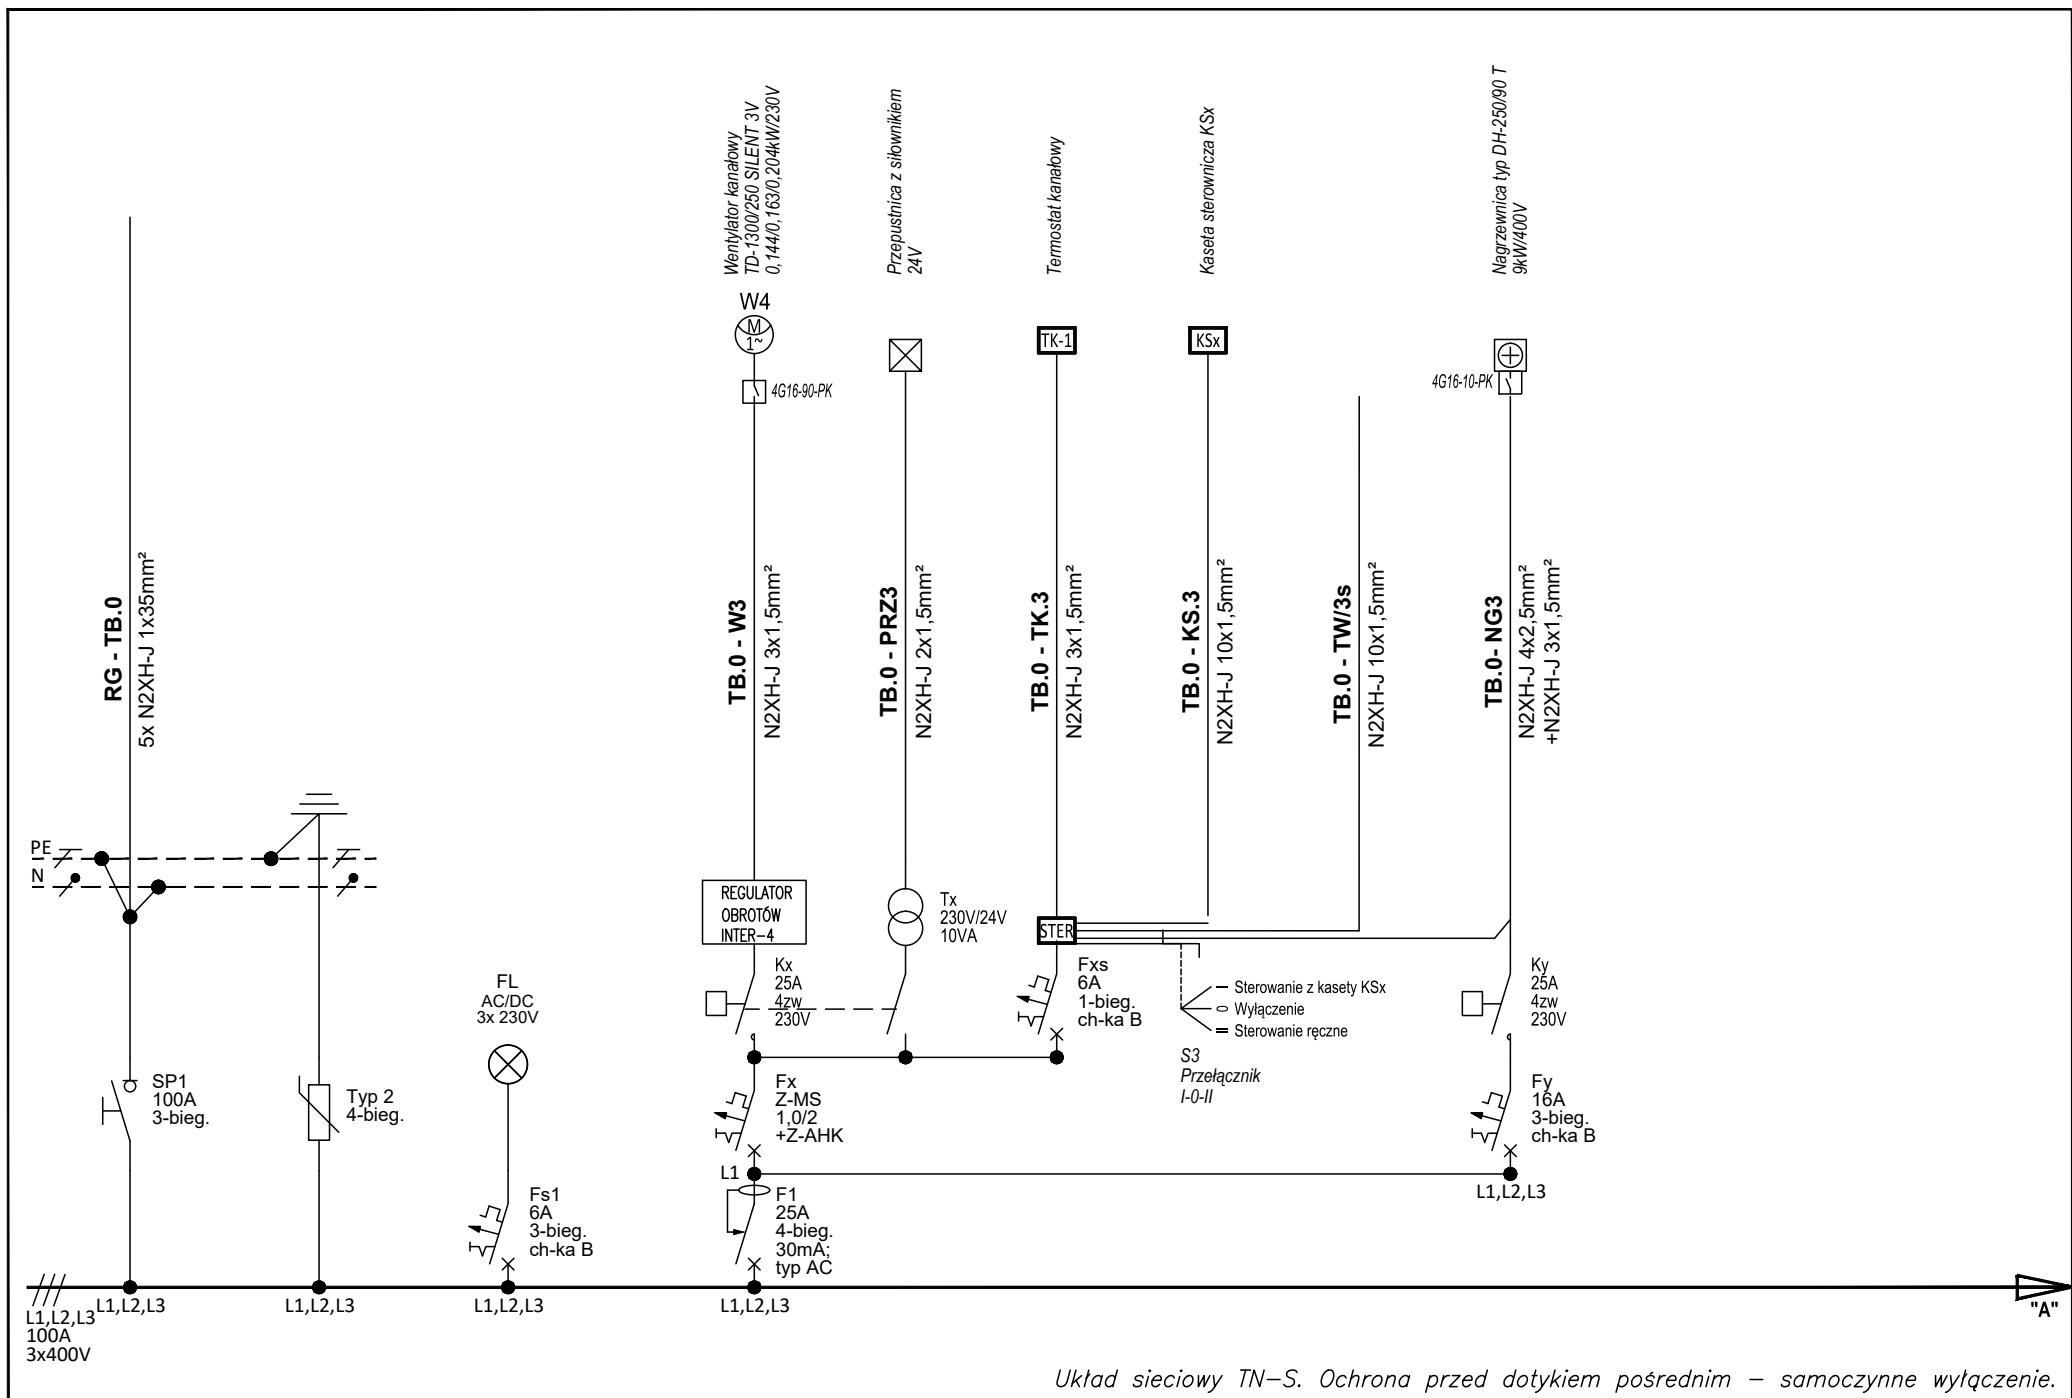 Wentylator kanałowy
TD-1300/250 SILENT 3V
0,144/0,163/0,204kW/230V
Przepustnica z siłownikiem
24V
Termostat kanałowy
Kaseta sterownicza KSx
Nagrzewnica typ DH-250/90 T
9kW/400V
W4
M
1~
4G16-90-PK
TK-1
KSx
4G16-10-PK
RG - TB.0
5x N2XH-J 1x35mm²
TB.0 - W3
N2XH-J 3x1,5mm²
TB.0 - PRZ3
N2XH-J 2x1,5mm²
TB.0 - TK.3
N2XH-J 3x1,5mm²
TB.0 - KS.3
N2XH-J 10x1,5mm²
TB.0 - TW/3s
N2XH-J 10x1,5mm²
TB.0- NG3
N2XH-J 4x2,5mm²
+N2XH-J 3x1,5mm²
PE
N
REGULATOR
OBROTÓW
INTER-4
Tx
230V/24V
10VA
STER
Kx
25A
4zw
230V
Fxs
6A
1-bieg.
ch-ka B
Sterowanie z kasety KSx
Wyłączenie
Sterowanie ręczne
S3
Przełącznik
I-0-II
Ky
25A
4zw
230V
FL
AC/DC
3x 230V
SP1
100A
3-bieg.
Typ 2
4-bieg.
Fx
Z-MS
1,0/2
+Z-AHK
Fy
16A
3-bieg.
ch-ka B
L1
L1,L2,L3
Fs1
6A
3-bieg.
ch-ka B
F1
25A
4-bieg.
30mA;
typ AC
L1,L2,L3
100A
3x400V
L1,L2,L3
L1,L2,L3
L1,L2,L3
L1,L2,L3
"A"
Układ sieciowy TN-S. Ochrona przed dotykiem pośrednim - samoczynne wyłączenie.